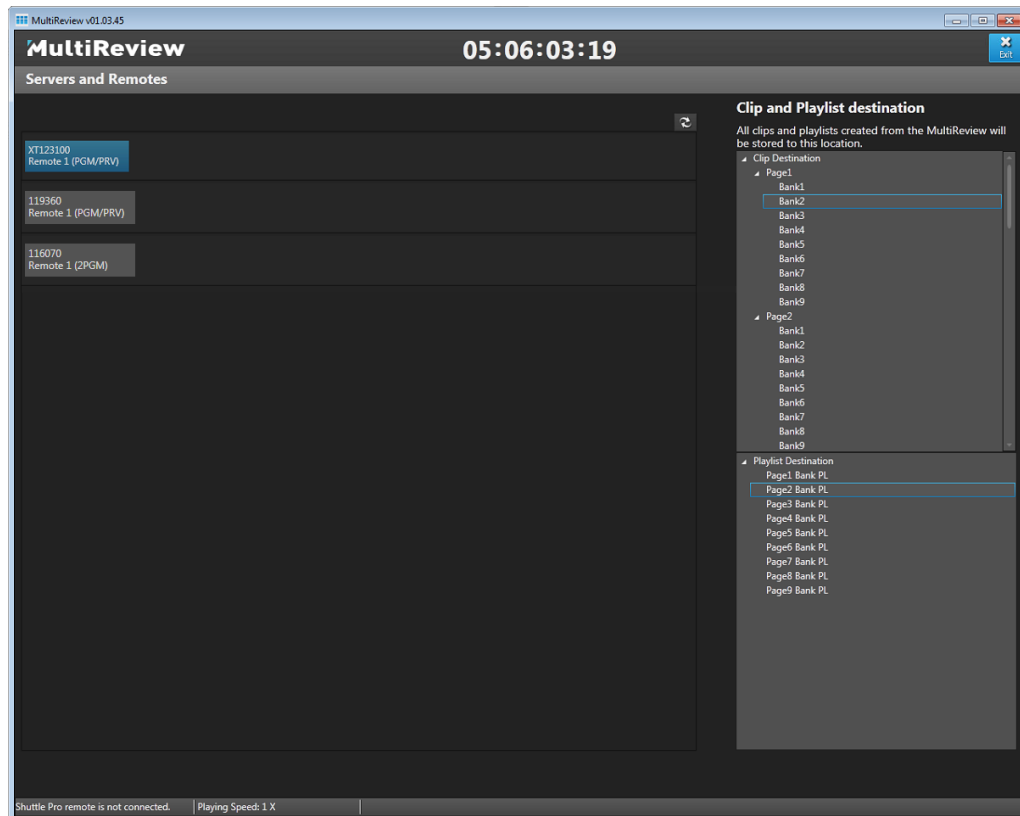 MultiReview v01.03.45
MultiReview
05:06:03:19
Exit
Servers and Remotes
XT123100
Remote 1 (PGM/PRV)
119360
Remote 1 (PGM/PRV)
116070
Remote 1 (2PGM)
Clip and Playlist destination
All clips and playlists created from the MultiReview will
be stored to this location.
Clip Destination
Page1
Bank1
Bank2
Bank3
Bank4
Bank5
Bank6
Bank7
Bank8
Bank9
Page2
Bank1
Bank2
Bank3
Bank4
Bank5
Bank6
Bank7
Bank8
Bank9
Playlist Destination
Page1 Bank PL
Page2 Bank PL
Page3 Bank PL
Page4 Bank PL
Page5 Bank PL
Page6 Bank PL
Page7 Bank PL
Page8 Bank PL
Page9 Bank PL
Shuttle Pro remote is not connected.
Playing Speed: 1 X